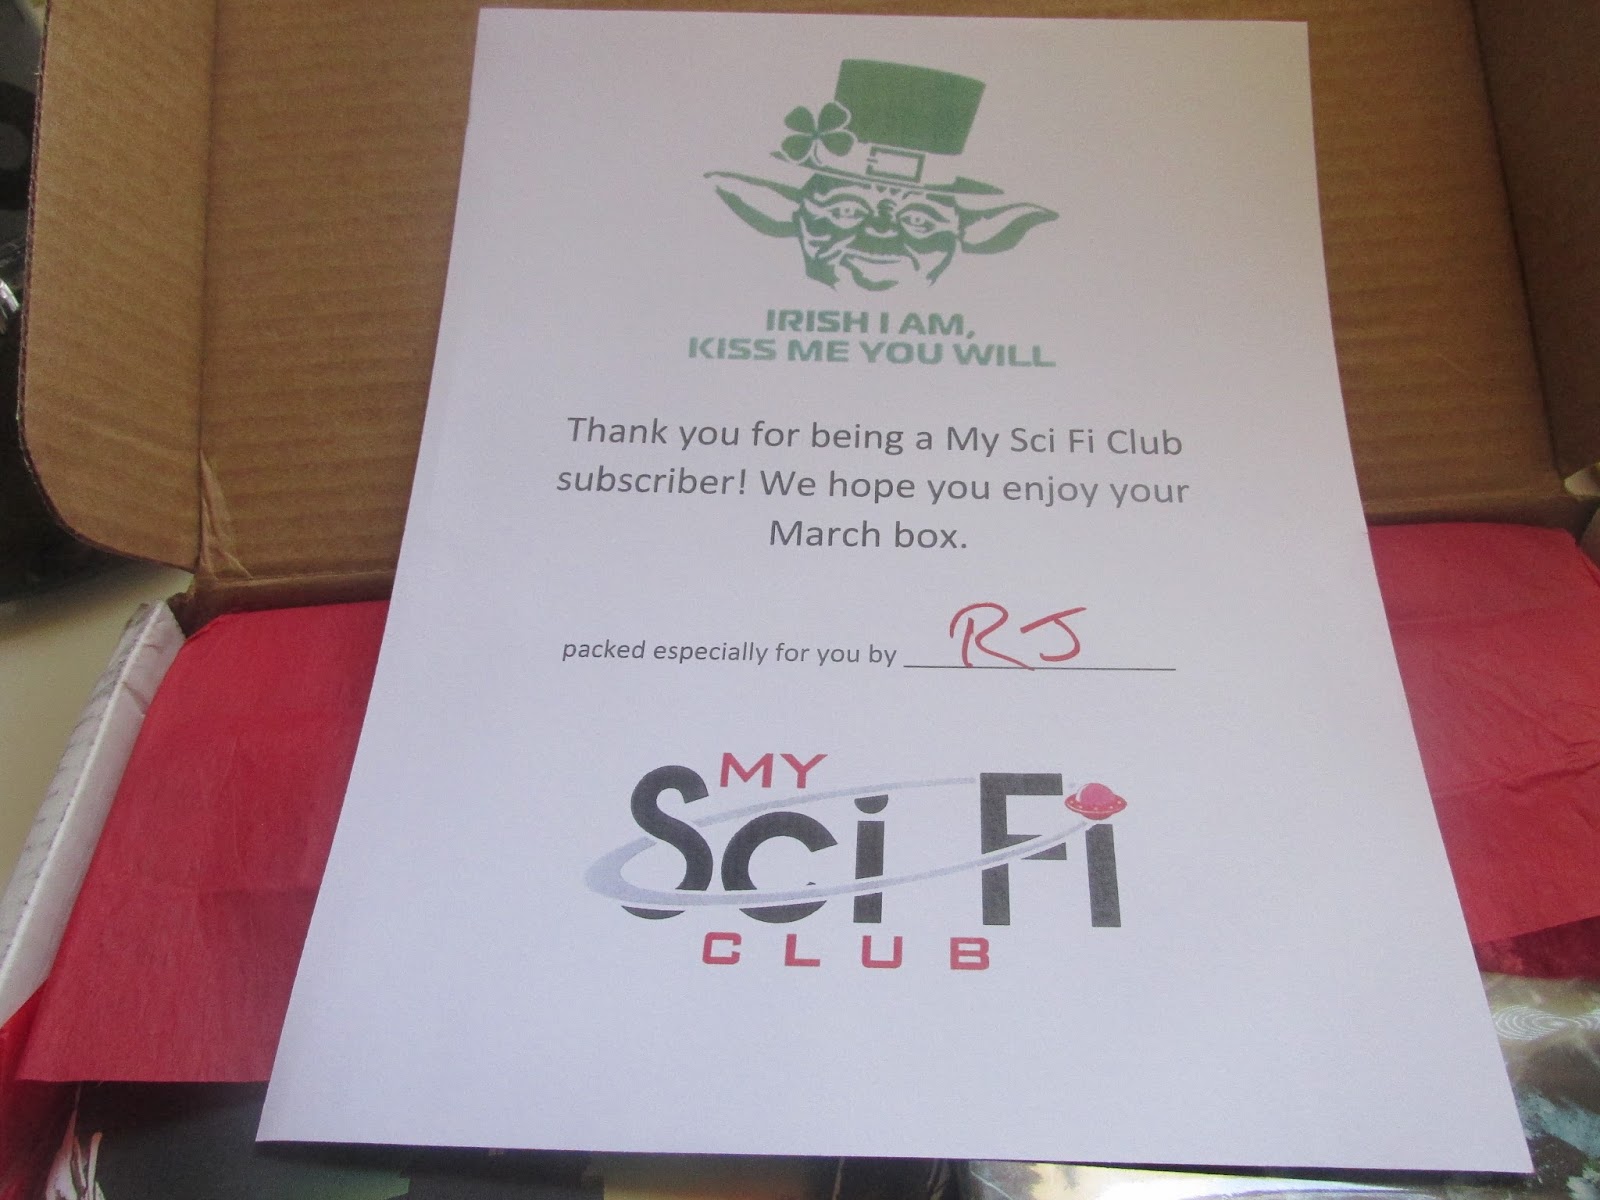 IRISH I AM,
KISS ME YOU WILL
Thank you for being a My Sci Fi Club
subscriber! We hope you enjoy your
March box.
packed especially for you by RJ
MY
Sci Fi
CLUB